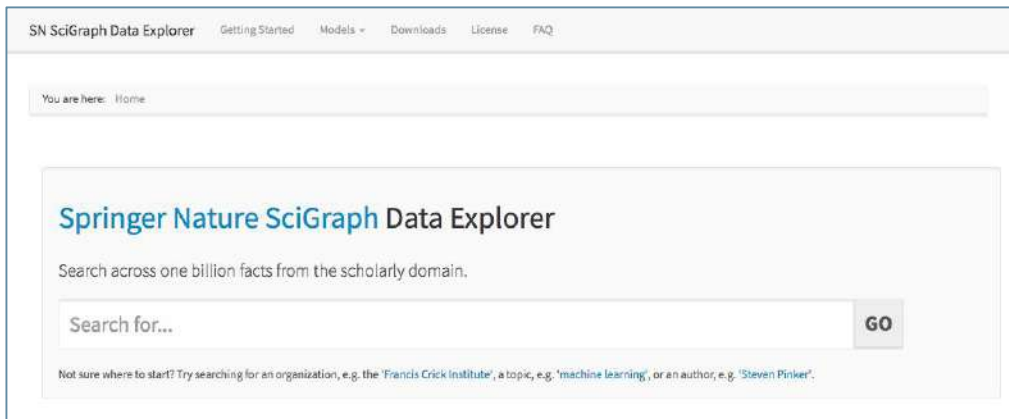 SN SciGraph Data Explorer Getting Started Models Downloads License FAQ
You are here: Home
Springer Nature SciGraph Data Explorer
Search across one billion facts from the scholarly domain.
Search for... GO
Not sure where to start? Try searching for an organization, e.g. the 'Francis Crick Institute', a topic, e.g. 'machine learning', or an author, e.g. 'Steven Pinker'.